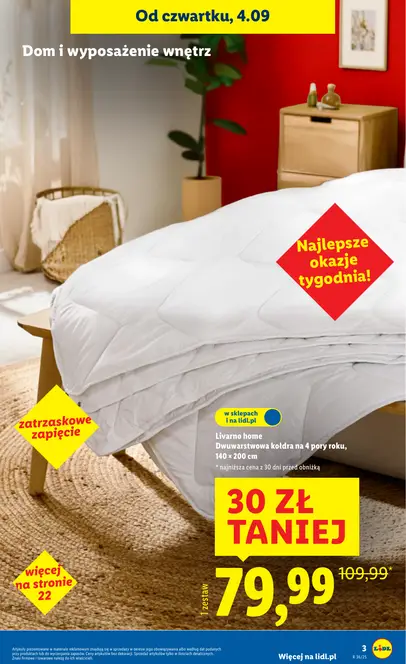 Od czwartku, 4.09
Dom i wyposażenie wnętrz
Najlepsze
okazje
tygodnia!
zatrzaskowe
zapięcie
w sklepach
i na lidl.pl
Livarno home
Dwuwarstwowa kołdra na 4 pory roku,
140 × 200 cm
* najniższa cena z 30 dni przed obniżką
30 ZŁ
TANIEJ
więcej
na stronie
22
1 zestaw
79,99
109,99*
Więcej na lidl.pl
3
LIDL